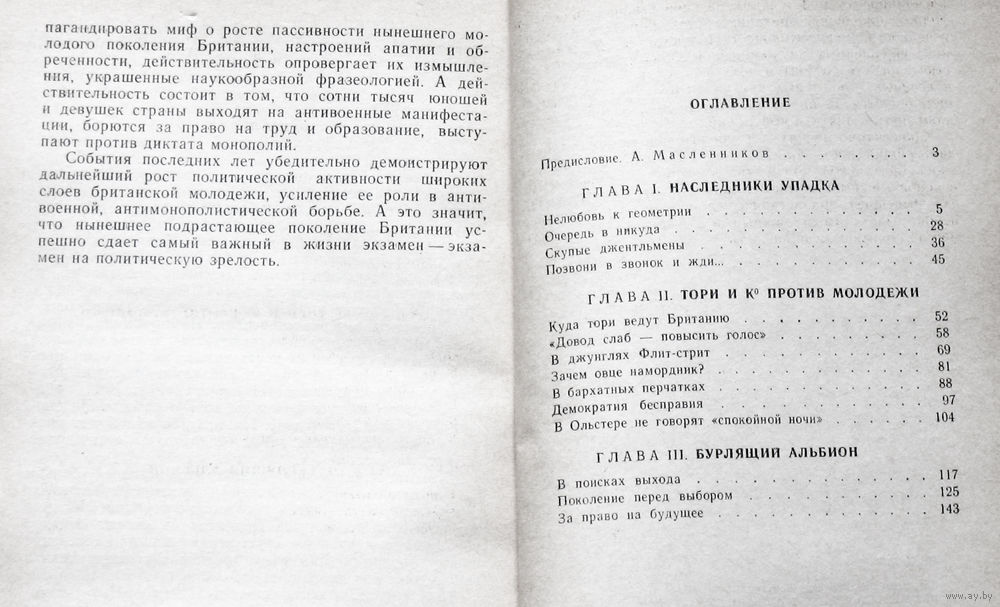 пагандировать миф о росте пассивности нынешнего мо-
лодого поколения Британии, настроений апатии и об-
реченности, действительность опровергает их измышле-
ния, украшенные наукообразной фразеологией. А дей-
ствительность состоит в том, что сотни тысяч юношей
и девушек страны выходят на антивоенные манифеста-
ции, борются за право на труд и образование, высту-
пают против диктата монополий.
События последних лет убедительно демонстрируют
дальнейший рост политической активности широких
слоев британской молодежи, усиление ее роли в анти-
военной, антимонополистической борьбе. А это значит,
что нынешнее подрастающее поколение Британии ус-
пешно сдает самый важный в жизни экзамен — экза-
мен на политическую зрелость.
ОГЛАВЛЕНИЕ
Предисловие. А. Масленников . . . . . . . . 3
ГЛАВА I. НАСЛЕДНИКИ УПАДКА
Нелюбовь к геометрии . . . . . . . . . . . 5
Очередь в никуда . . . . . . . . . . . . 28
Скупые джентльмены . . . . . . . . . . . 36
Позвони в звонок и жди... . . . . . . . . . 45
ГЛАВА II. ТОРИ И К⁰ ПРОТИВ МОЛОДЕЖИ
Куда тори ведут Британию . . . . . . . . . 52
«Довод слаб — повысить голос» . . . . . . . . 58
В джунглях Флит-стрит . . . . . . . . . . 69
Зачем овце намордник? . . . . . . . . . . 81
В бархатных перчатках . . . . . . . . . . 88
Демократия бесправия . . . . . . . . . . 97
В Ольстере не говорят «спокойной ночи» . . . . . . 104
ГЛАВА III. БУРЛЯЩИЙ АЛЬБИОН
В поисках выхода . . . . . . . . . . . . 117
Поколение перед выбором . . . . . . . . . 125
За право на будущее . . . . . . . . . . . 143
www.ay.by